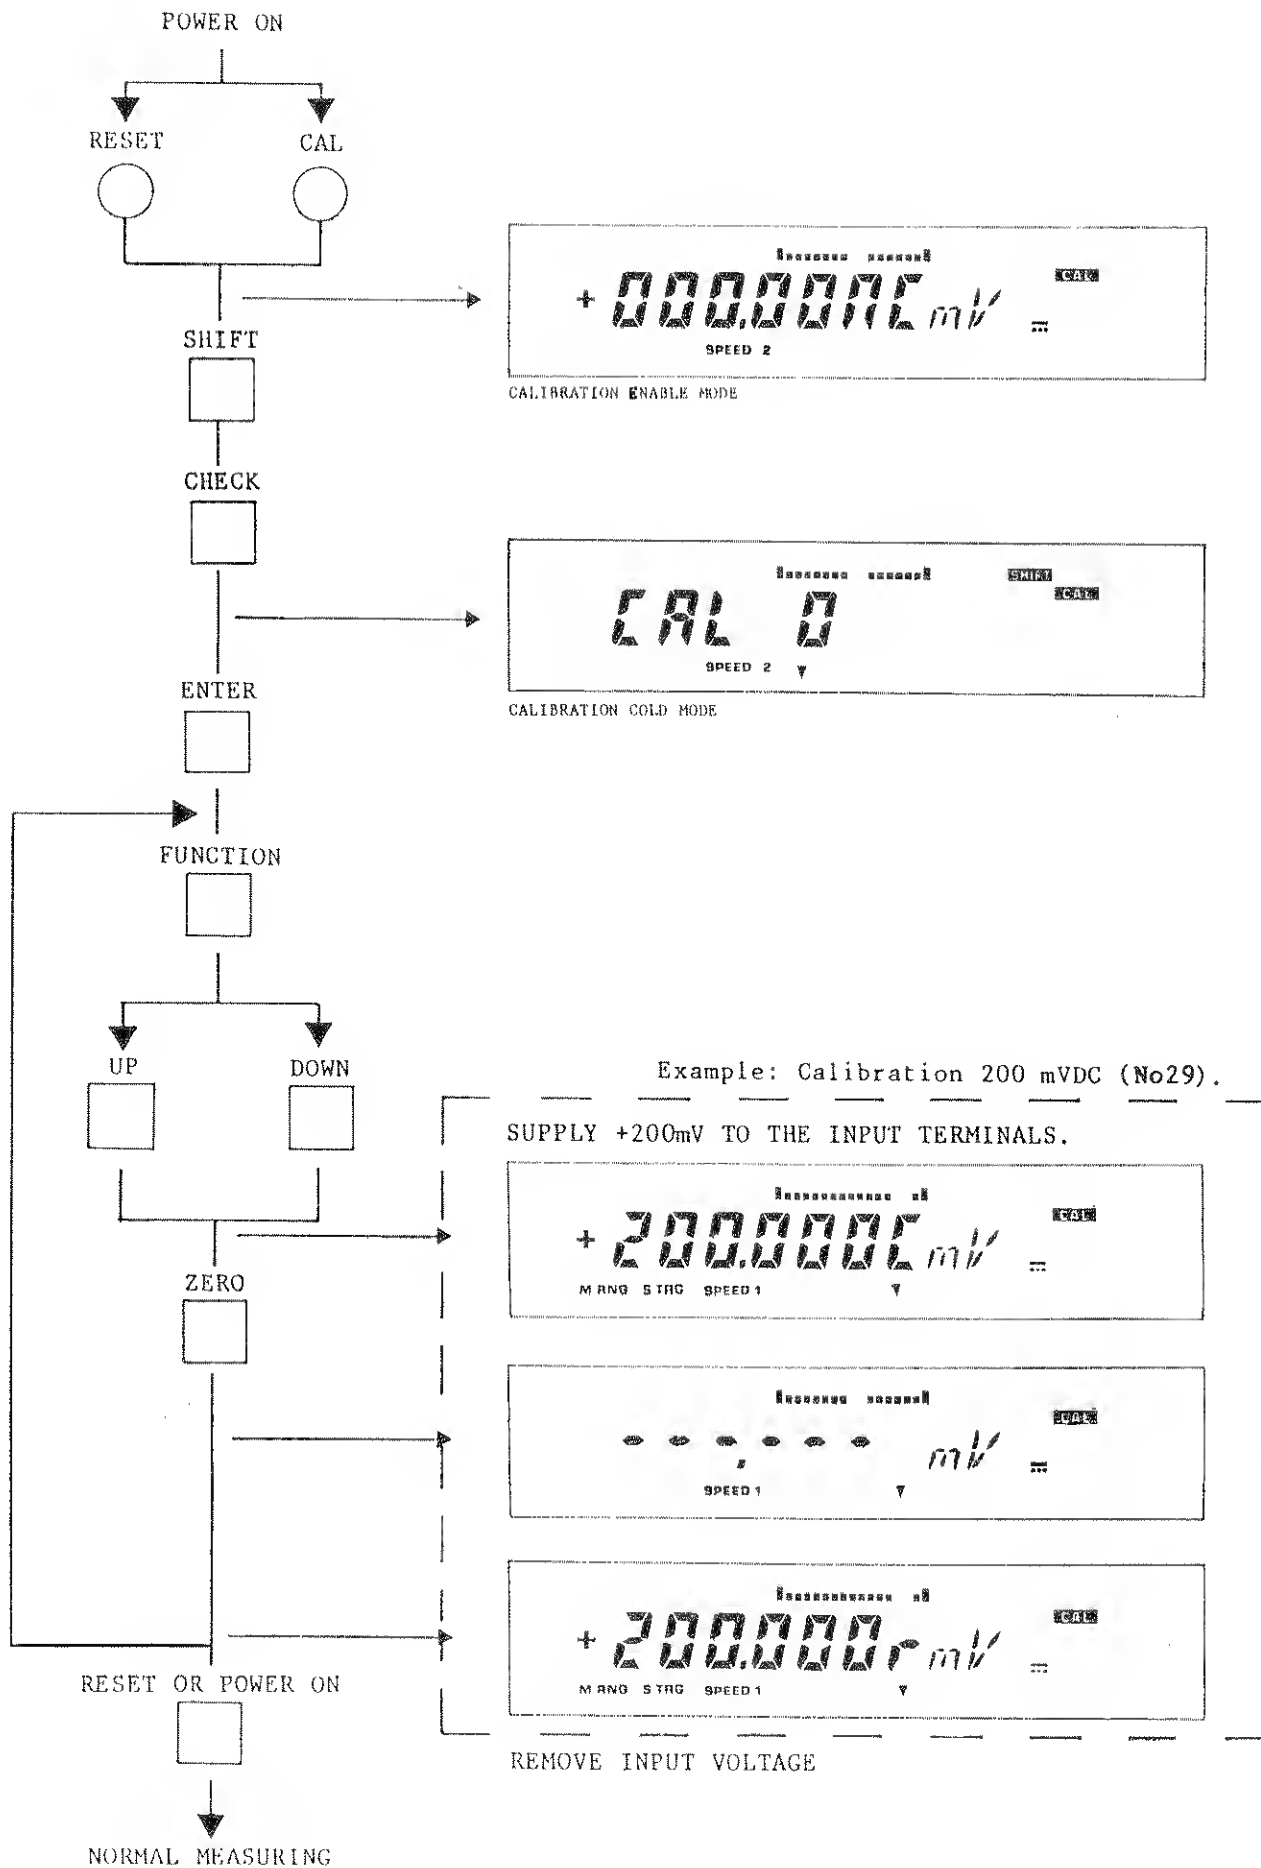 POWER ON
RESET
CAL
+ 000.00NC mV
CAL
SPEED 2
CALIBRATION ENABLE MODE
SHIFT
CHECK
SHIFT
CAL
CAL 0
SPEED 2
CALIBRATION COLD MODE
ENTER
FUNCTION
UP
DOWN
Example: Calibration 200 mVDC (No29).
SUPPLY +200mV TO THE INPUT TERMINALS.
CAL
+ 200.000C mV
M RNG S TRG SPEED 1
ZERO
CAL
- - -. - - - mV
SPEED 1
CAL
+ 200.000r mV
M RNG S TRG SPEED 1
RESET OR POWER ON
REMOVE INPUT VOLTAGE
NORMAL MEASURING